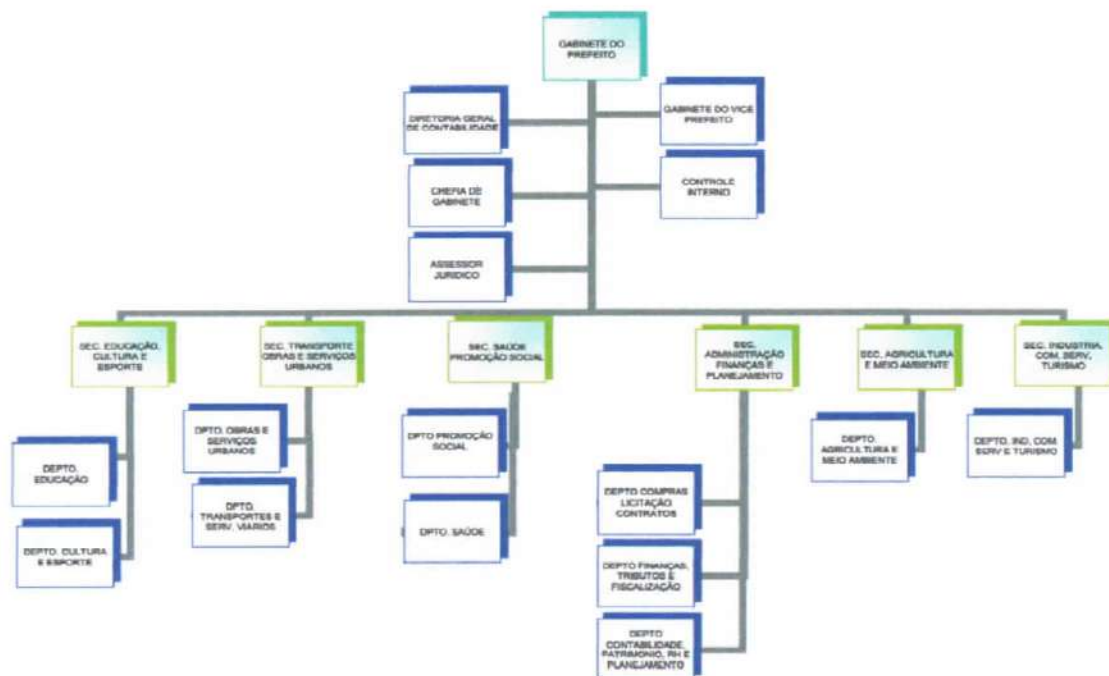 GABINETE DO
PREFEITO
DIRETORIA GERAL
DE CONTABILIDADE
GABINETE DO VICE
PREFEITO
CHEFIA DE
GABINETE
CONTROLE
INTERNO
ASSESSOR
JURIDICO
SEC. EDUCAÇÃO,
CULTURA E
ESPORTE
SEC. TRANSPORTE
OBRAS E SERVIÇOS
URBANOS
SEC. SAÚDE
PROMOÇÃO SOCIAL
SEC.
ADMINISTRAÇÃO
FINANÇAS E
PLANEJAMENTO
SEC. AGRICULTURA
E MEIO AMBIENTE
SEC. INDUSTRIA,
COM. SERV,
TURISMO
DEPTO.
EDUCAÇÃO
DEPTO. CULTURA
E ESPORTE
DPTO. OBRAS E
SERVIÇOS
URBANOS
DPTO.
TRANSPORTES E
SERV. VIARIOS
DPTO PROMOÇÃO
SOCIAL
DPTO. SAÚDE
DEPTO COMPRAS
LICITAÇÃO
CONTRATOS
DEPTO FINANÇAS,
TRIBUTOS E
FISCALIZAÇÃO
DEPTO
CONTABILIDADE,
PATRIMONIO, RH E
PLANEJAMENTO
DEPTO.
AGRICULTURA E
MEIO AMBIENTE
DEPTO. IND, COM.
SERV E TURISMO